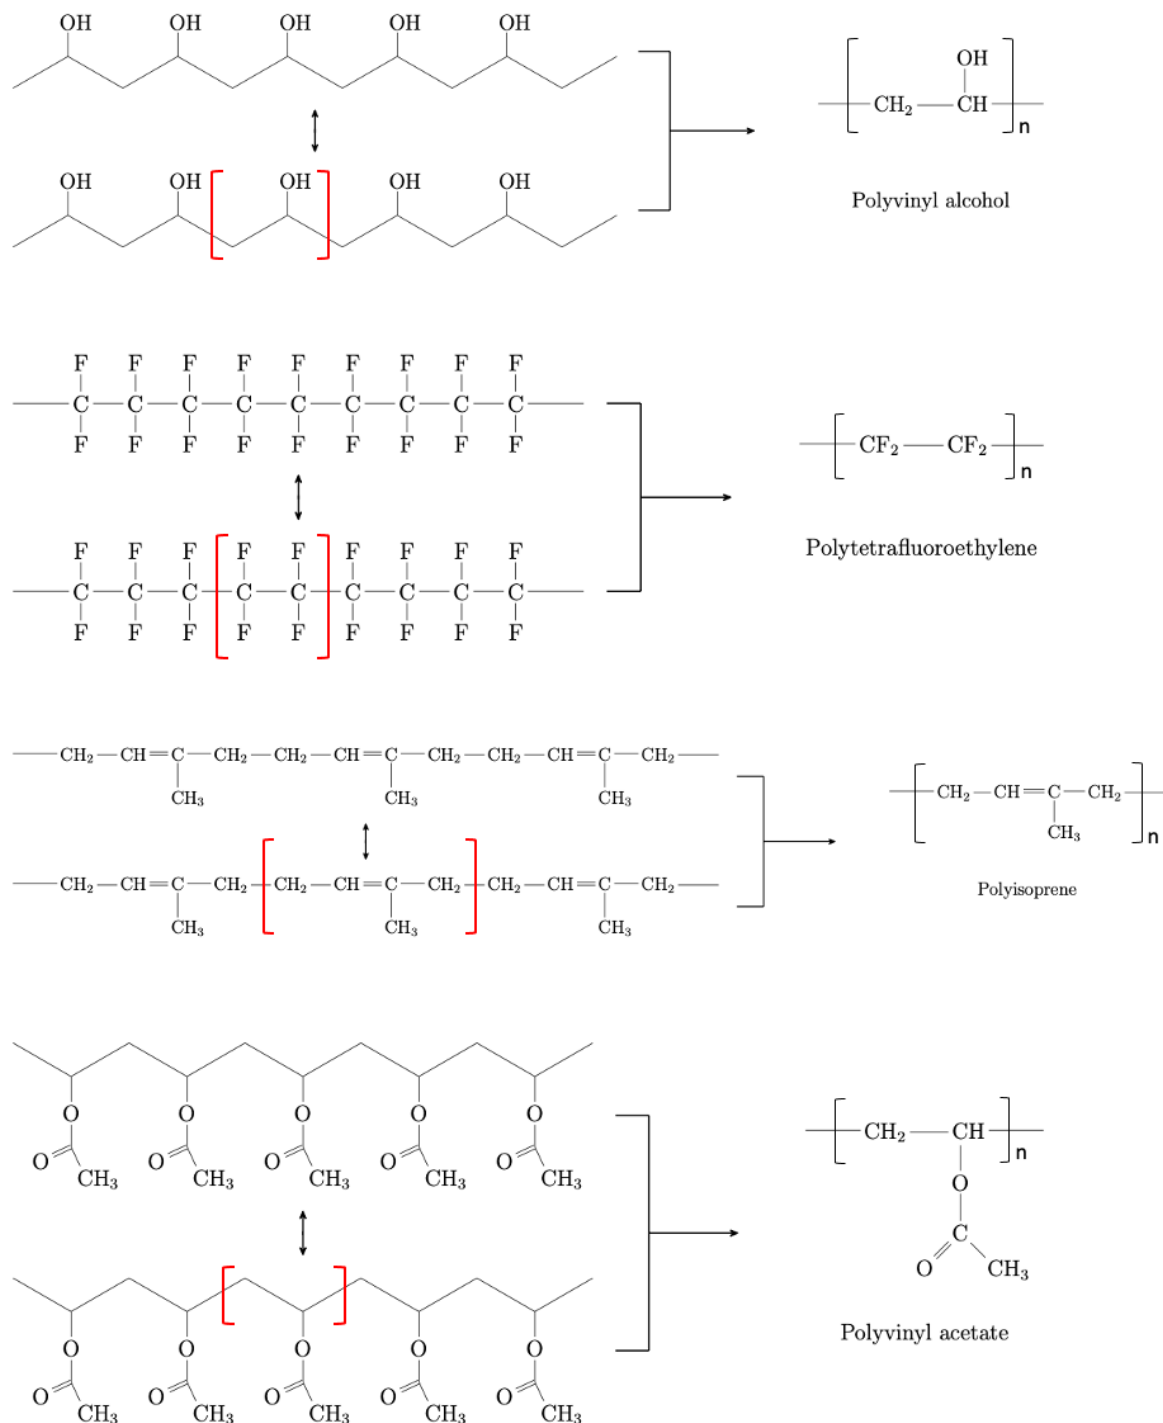 OH OH OH OH OH
OH
CH₂ CH
n
OH OH OH OH OH
Polyvinyl alcohol
F F F F F F F F F
C C C C C C C C C
F F F F F F F F F
CF₂ CF₂
n
Polytetrafluoroethylene
F F F F F F F F F
C C C C C C C C C
F F F F F F F F F
CH₂ CH C CH₂ CH₂ CH C CH₂ CH₂ CH C CH₂
CH₃ CH₃ CH₃
CH₂ CH C CH₂
CH₃
n
CH₂ CH C CH₂ CH₂ CH C CH₂ CH₂ CH C CH₂
CH₃ CH₃ CH₃
Polyisoprene
O O O O O
O O O O O
CH₃ CH₃ CH₃ CH₃ CH₃
CH₂ CH
n
O
C
O CH₃
Polyvinyl acetate
O O O O O
O O O O O
CH₃ CH₃ CH₃ CH₃ CH₃